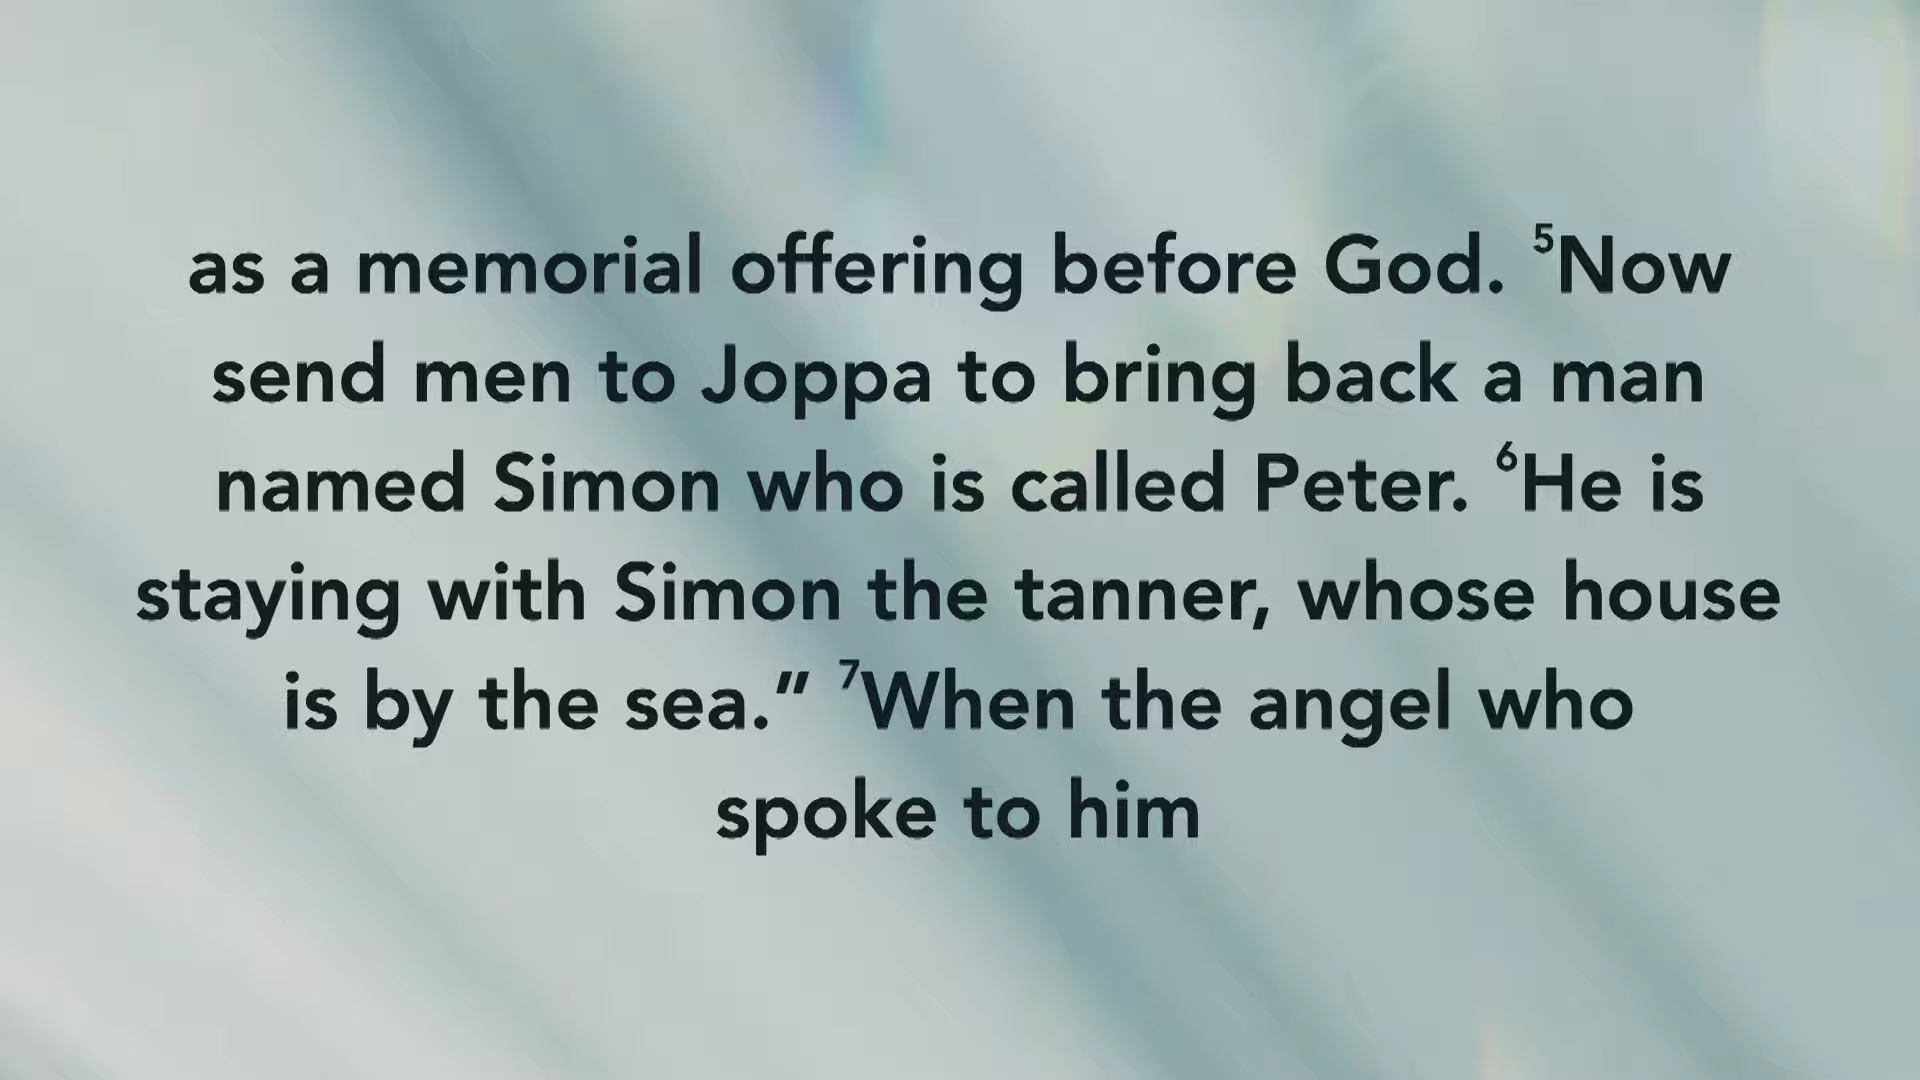 as a memorial offering before God. ⁵Now
send men to Joppa to bring back a man
named Simon who is called Peter. ⁶He is
staying with Simon the tanner, whose house
is by the sea.” ⁷When the angel who
spoke to him